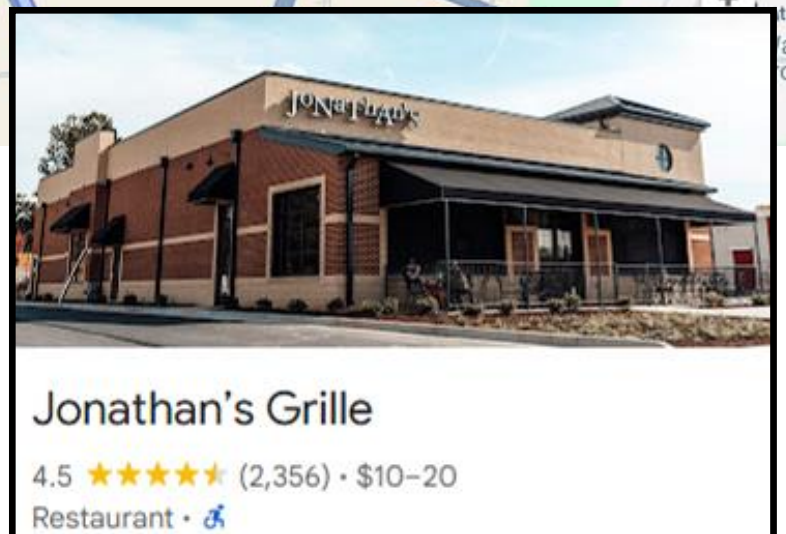 JoNaThAn's
Jonathan's Grille
4.5 (2,356) · $10–20
Restaurant ·